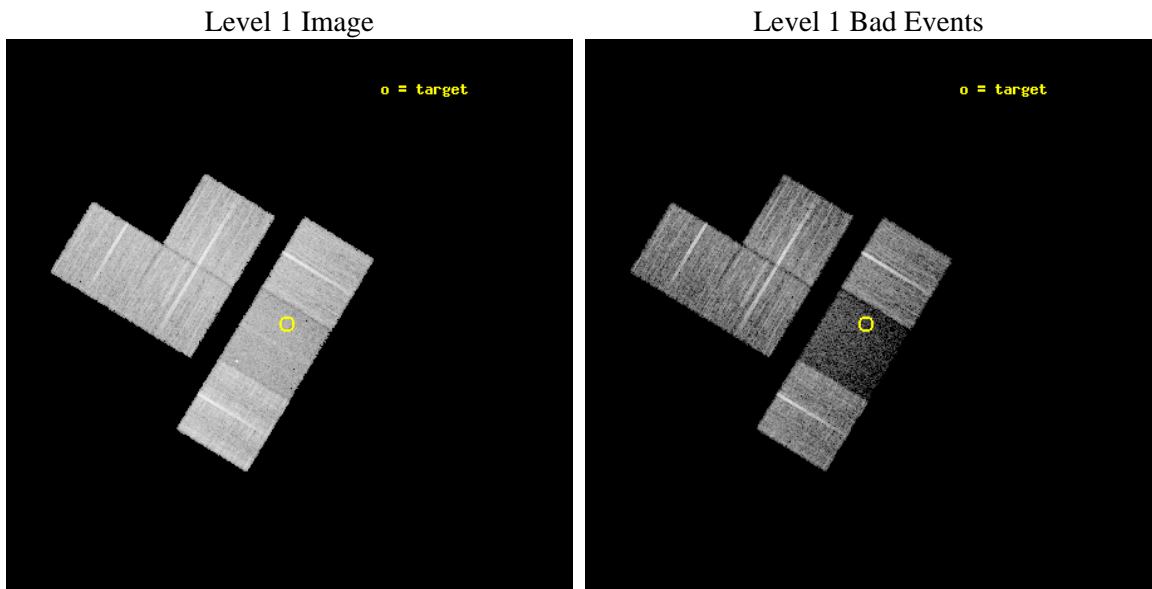 Level 1 Image
Level 1 Bad Events
o = target
o = target